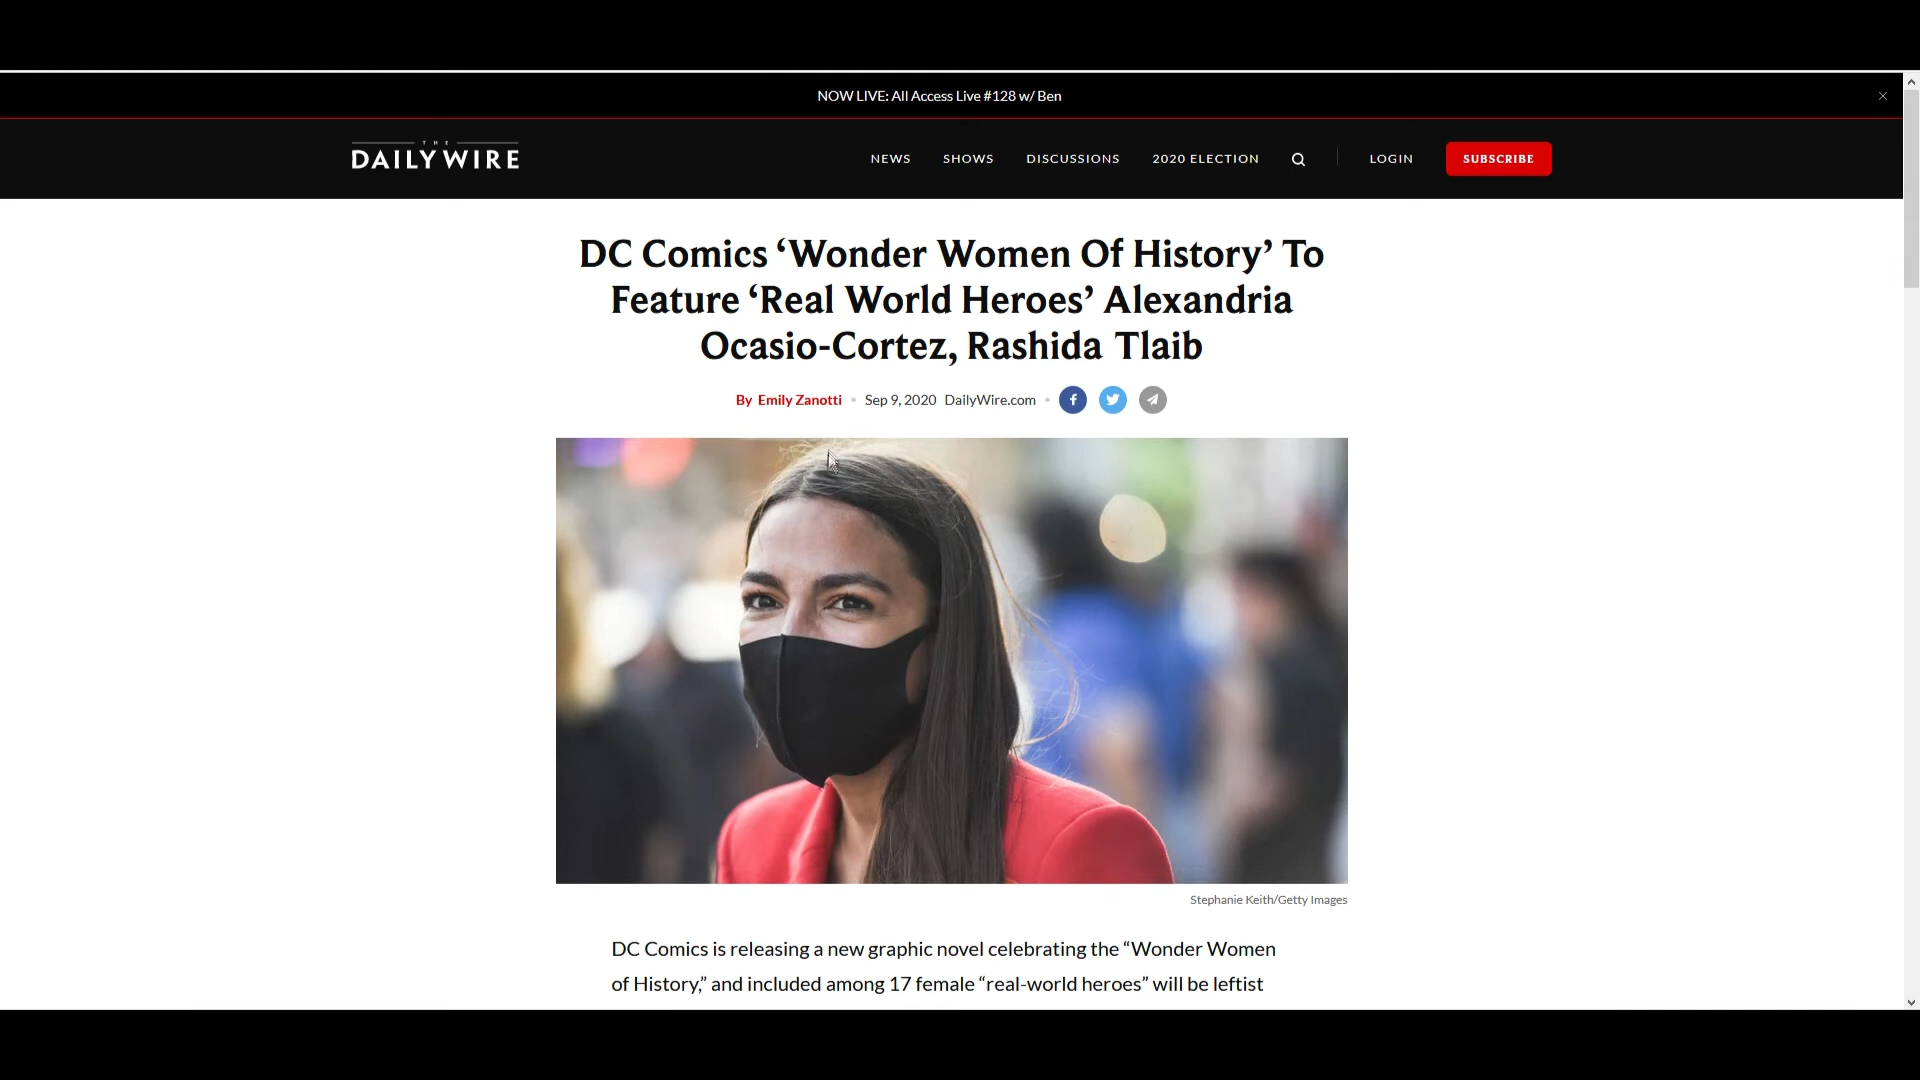 NOW LIVE: All Access Live #128 w/ Ben
THE
DAILYWIRE
NEWS SHOWS DISCUSSIONS 2020 ELECTION LOGIN SUBSCRIBE
DC Comics ‘Wonder Women Of History’ To
Feature ‘Real World Heroes’ Alexandria
Ocasio-Cortez, Rashida Tlaib
By Emily Zanotti • Sep 9, 2020 DailyWire.com •
Stephanie Keith/Getty Images
DC Comics is releasing a new graphic novel celebrating the “Wonder Women
of History,” and included among 17 female “real-world heroes” will be leftist